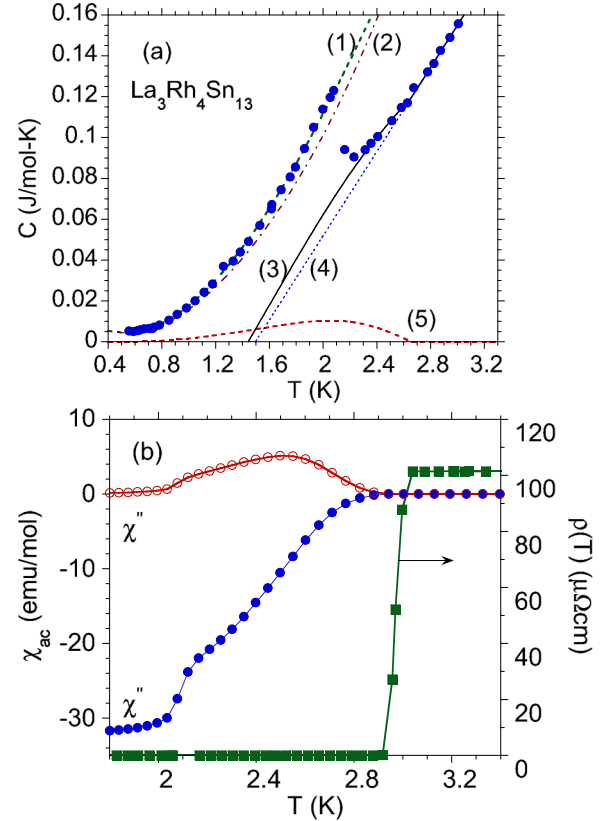 0.16
(a)
(1)
(2)
La3Rh4Sn13
0.12
0.1
0.08
0.06
0.04
0.02
0
C (J/mol-K)
(3)
(4)
(5)
0.4 0.8 1.2 1.6 2 2.4 2.8 3.2
T (K)
10
(b)
120
0
χ"
100
-10
80
60
-20
40
χ"
20
-30
0
χac (emu/mol)
ρ(T) (μΩcm)
2 2.4 2.8 3.2
T (K)